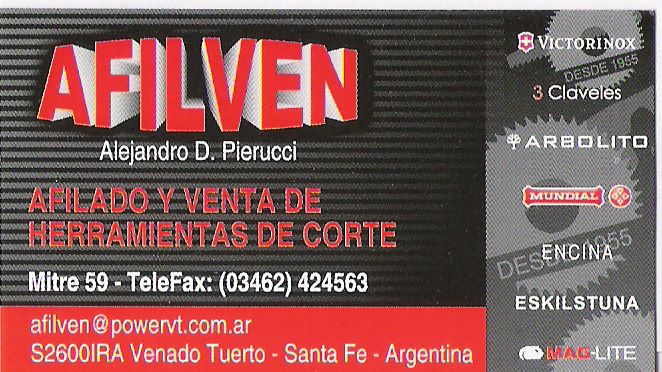 AFILVEN
Alejandro D. Pierucci
AFILADO Y VENTA DE
HERRAMIENTAS DE CORTE
Mitre 59 - TeleFax: (03462) 424563
afilven@powervt.com.ar
S2600IRA Venado Tuerto - Santa Fe - Argentina
VICTORINOX
DESDE 1955
3 Claveles
ARBOLITO
MUNDIAL
ENCINA
DESDE 1955
ESKILSTUNA
MAG-LITE